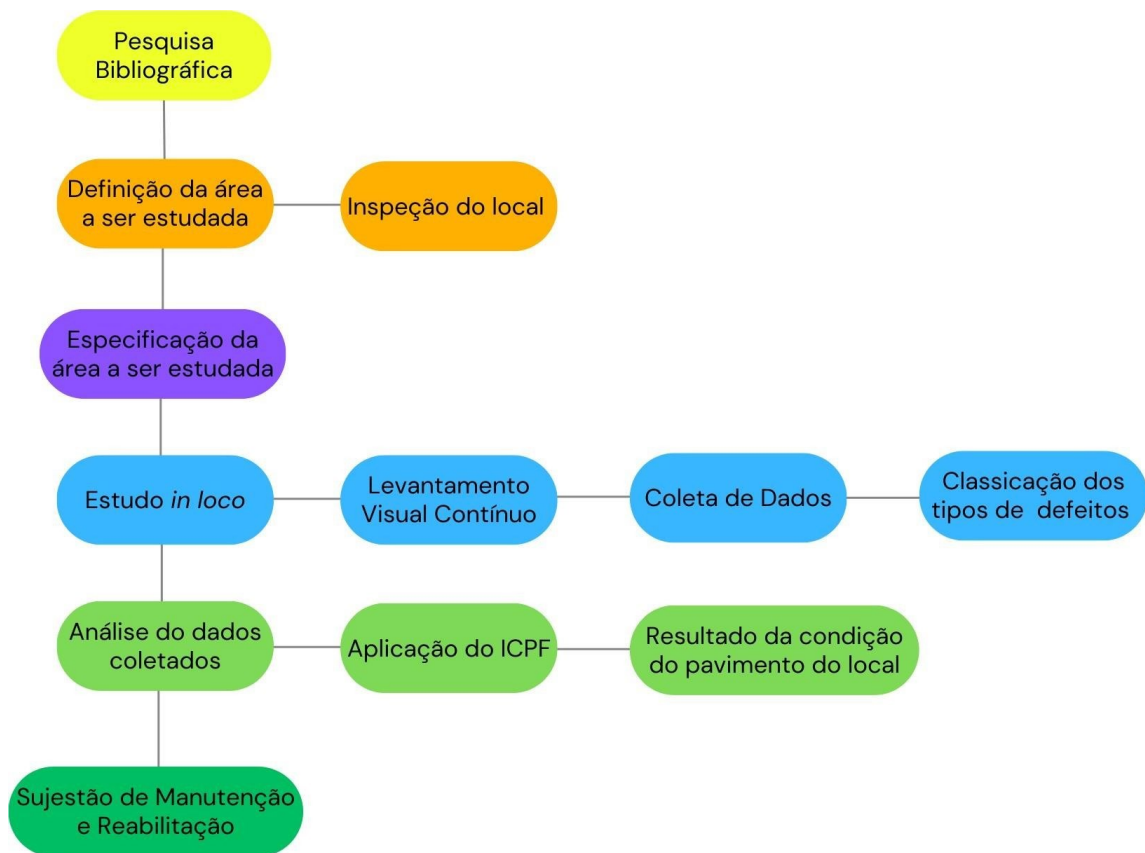 Pesquisa
Bibliográfica
Definição da área
a ser estudada
Inspeção do local
Especificação da
área a ser estudada
Estudo in loco
Levantamento
Visual Contínuo
Coleta de Dados
Classicação dos
tipos de defeitos
Análise do dados
coletados
Aplicação do ICPF
Resultado da condição
do pavimento do local
Sujestão de Manutenção
e Reabilitação